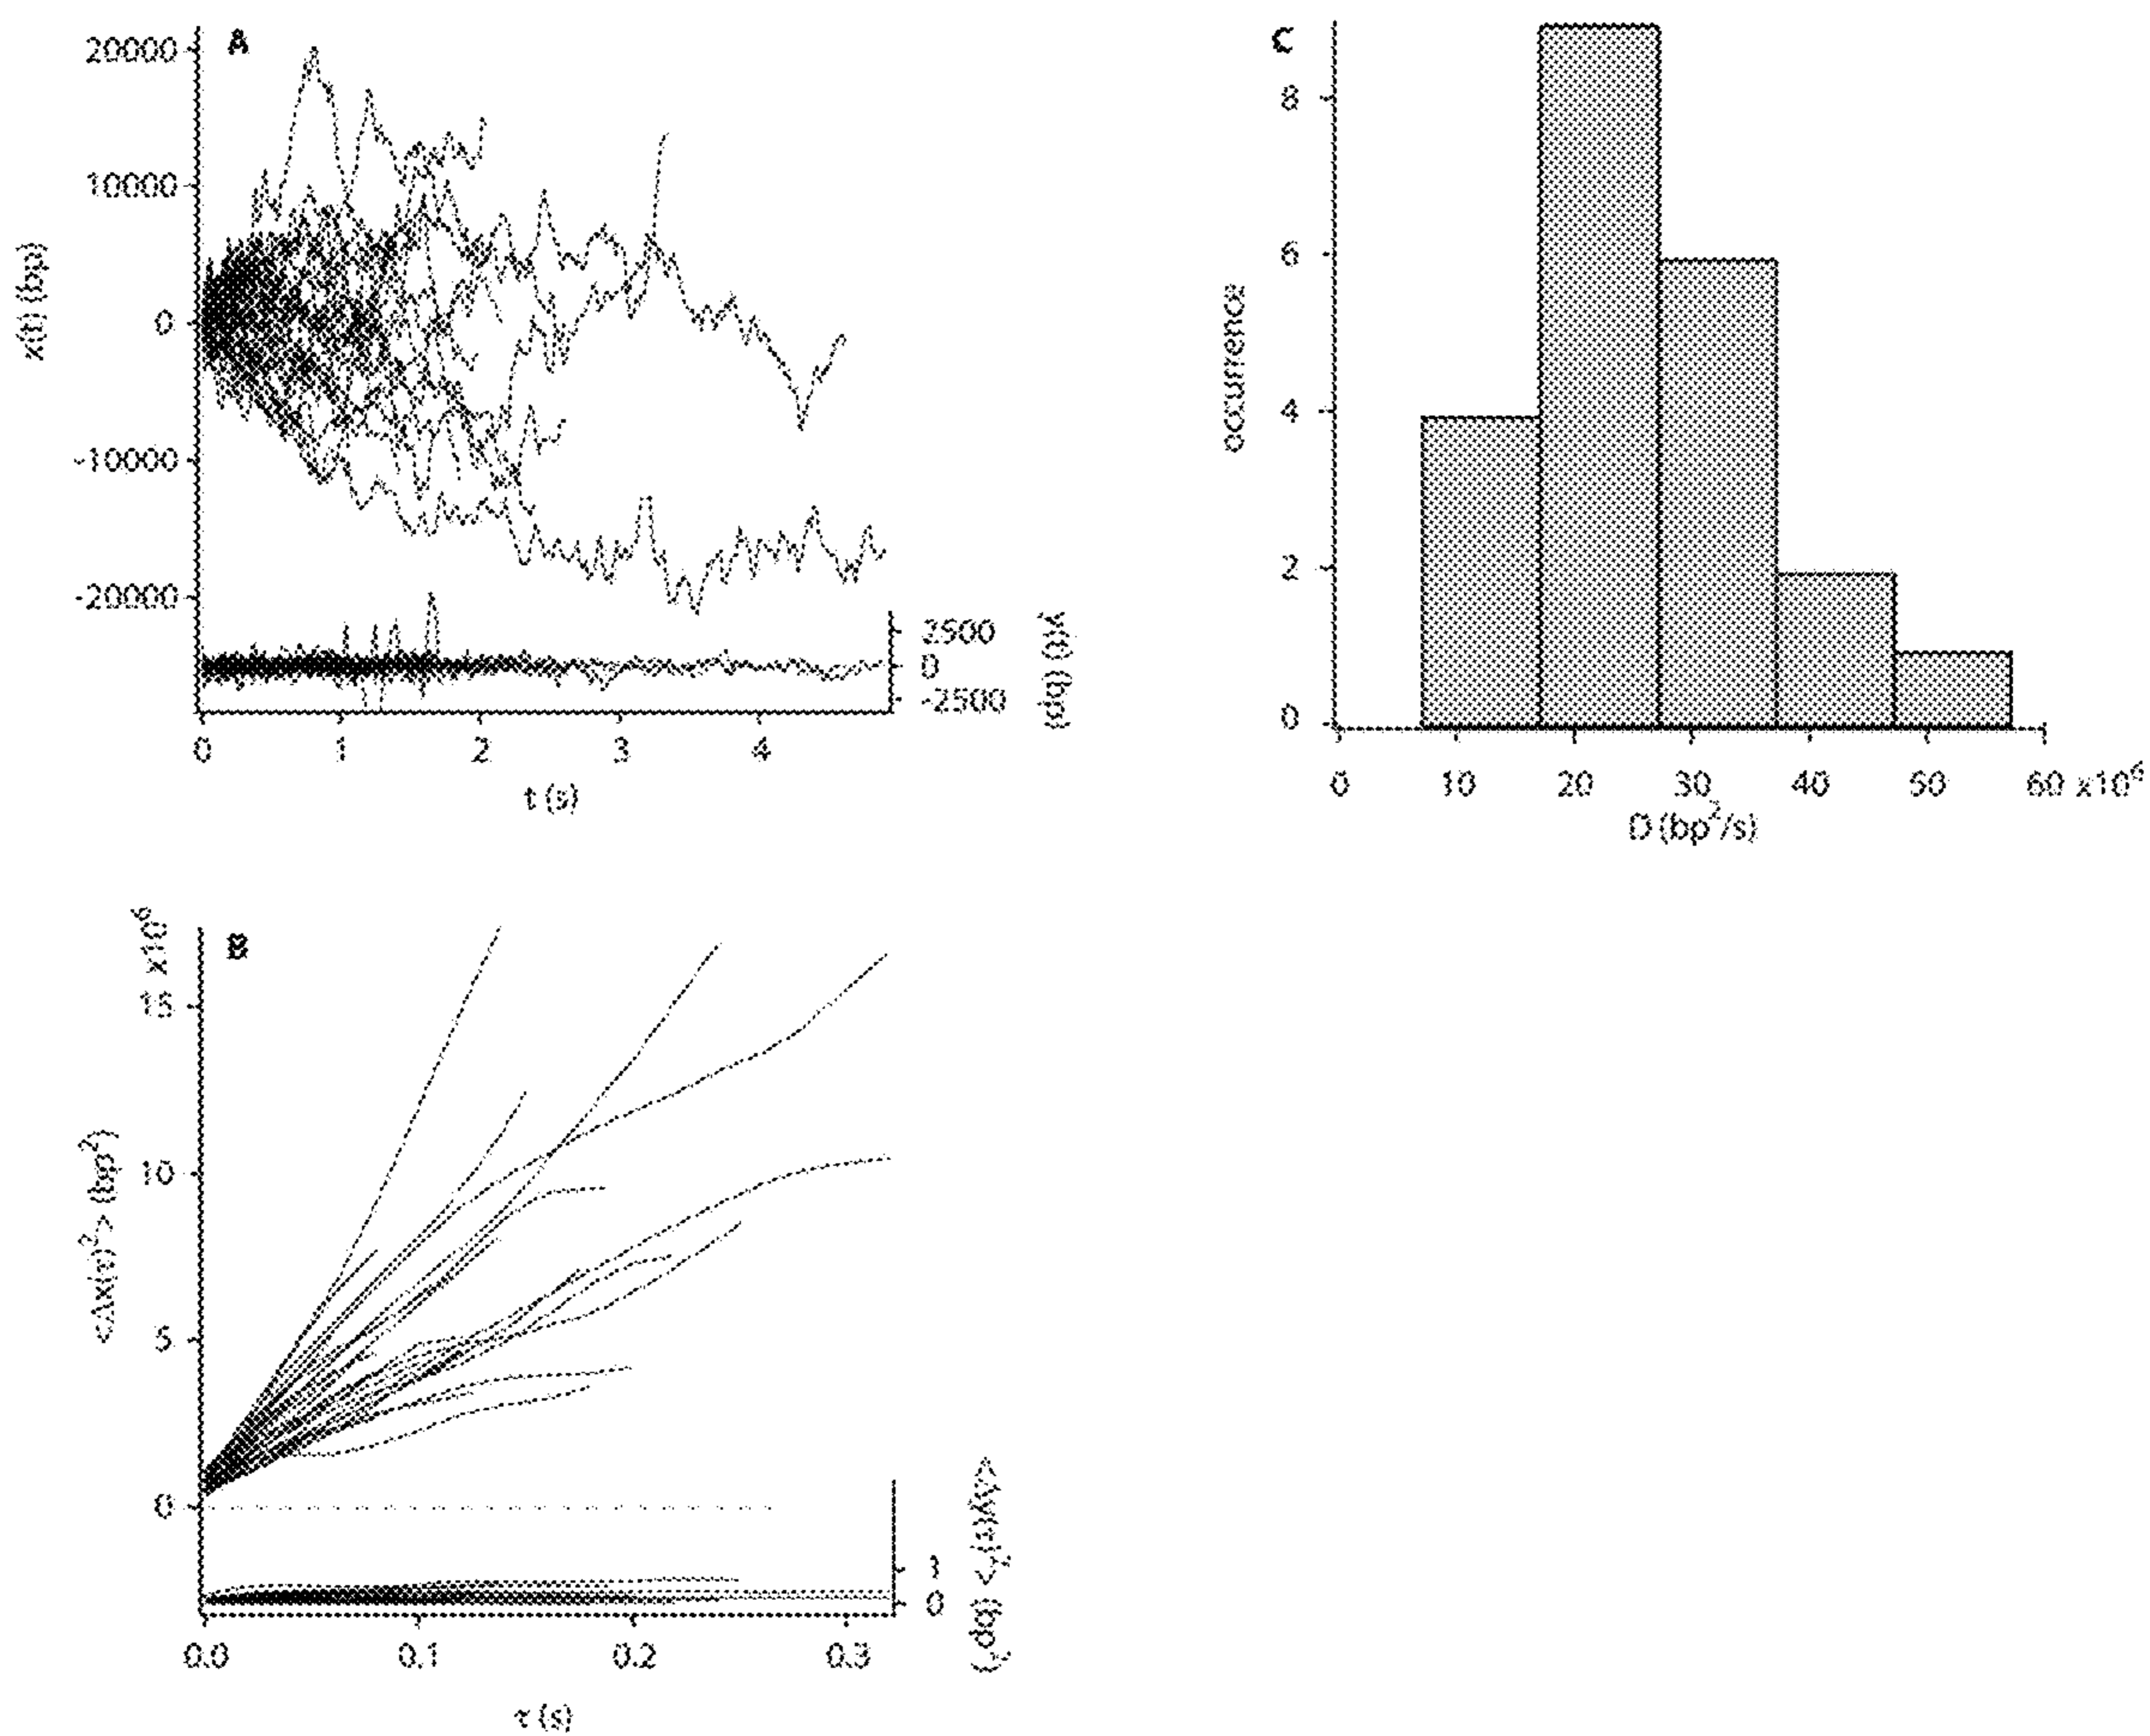 A
20000
10000
0
-10000
-20000
x(t) (bp)
2500
0
-2500
y(t) (bp)
0 1 2 3 4
t (s)
C
8
6
4
2
0
occurrence
0 10 20 30 40 50 60 x10⁶
D (bp²/s)
B
x10⁶
15
10
5
0
<Δx(τ)²> (bp²)
1
0
<Δy(τ)²> (bp²)
0.0 0.1 0.2 0.3
τ (s)